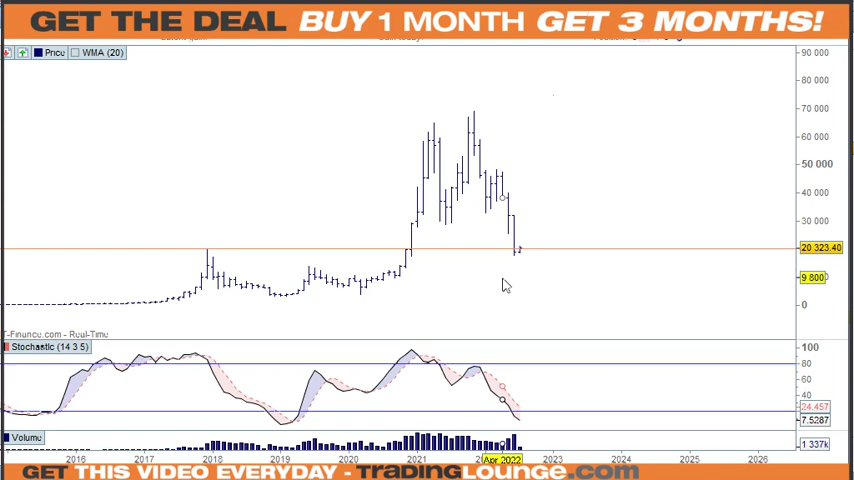 GET THE DEAL BUY 1 MONTH GET 3 MONTHS!
Price WMA (20)
90 000
80 000
70 000
60 000
50 000
40 000
30 000
20 323.40
9 800
0
T-Finance.com - Real-Time
Stochastic (14 3 5)
100
80
60
40
24.457
7.5287
Volume
1 337k
2016 2017 2018 2019 2020 2021 Apr 2022 2023 2024 2025 2026
GET THIS VIDEO EVERYDAY - TradingLounge.com